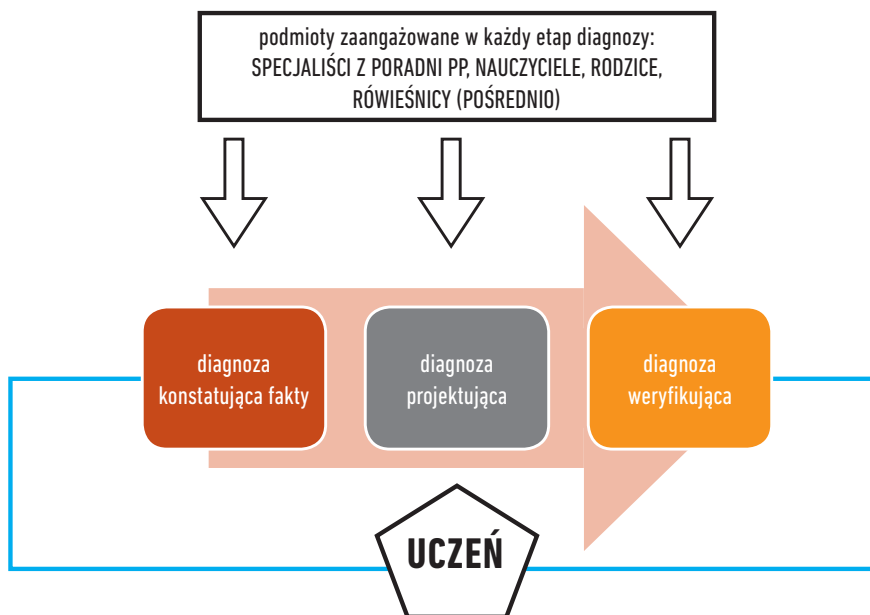 podmioty zaangażowane w każdy etap diagnozy:
SPECJALIŚCI Z PORADNI PP, NAUCZYCIELE, RODZICE,
RÓWIEŚNICY (POŚREDNIO)
diagnoza
konstatująca fakty
diagnoza
projektująca
diagnoza
weryfikująca
UCZEŃ